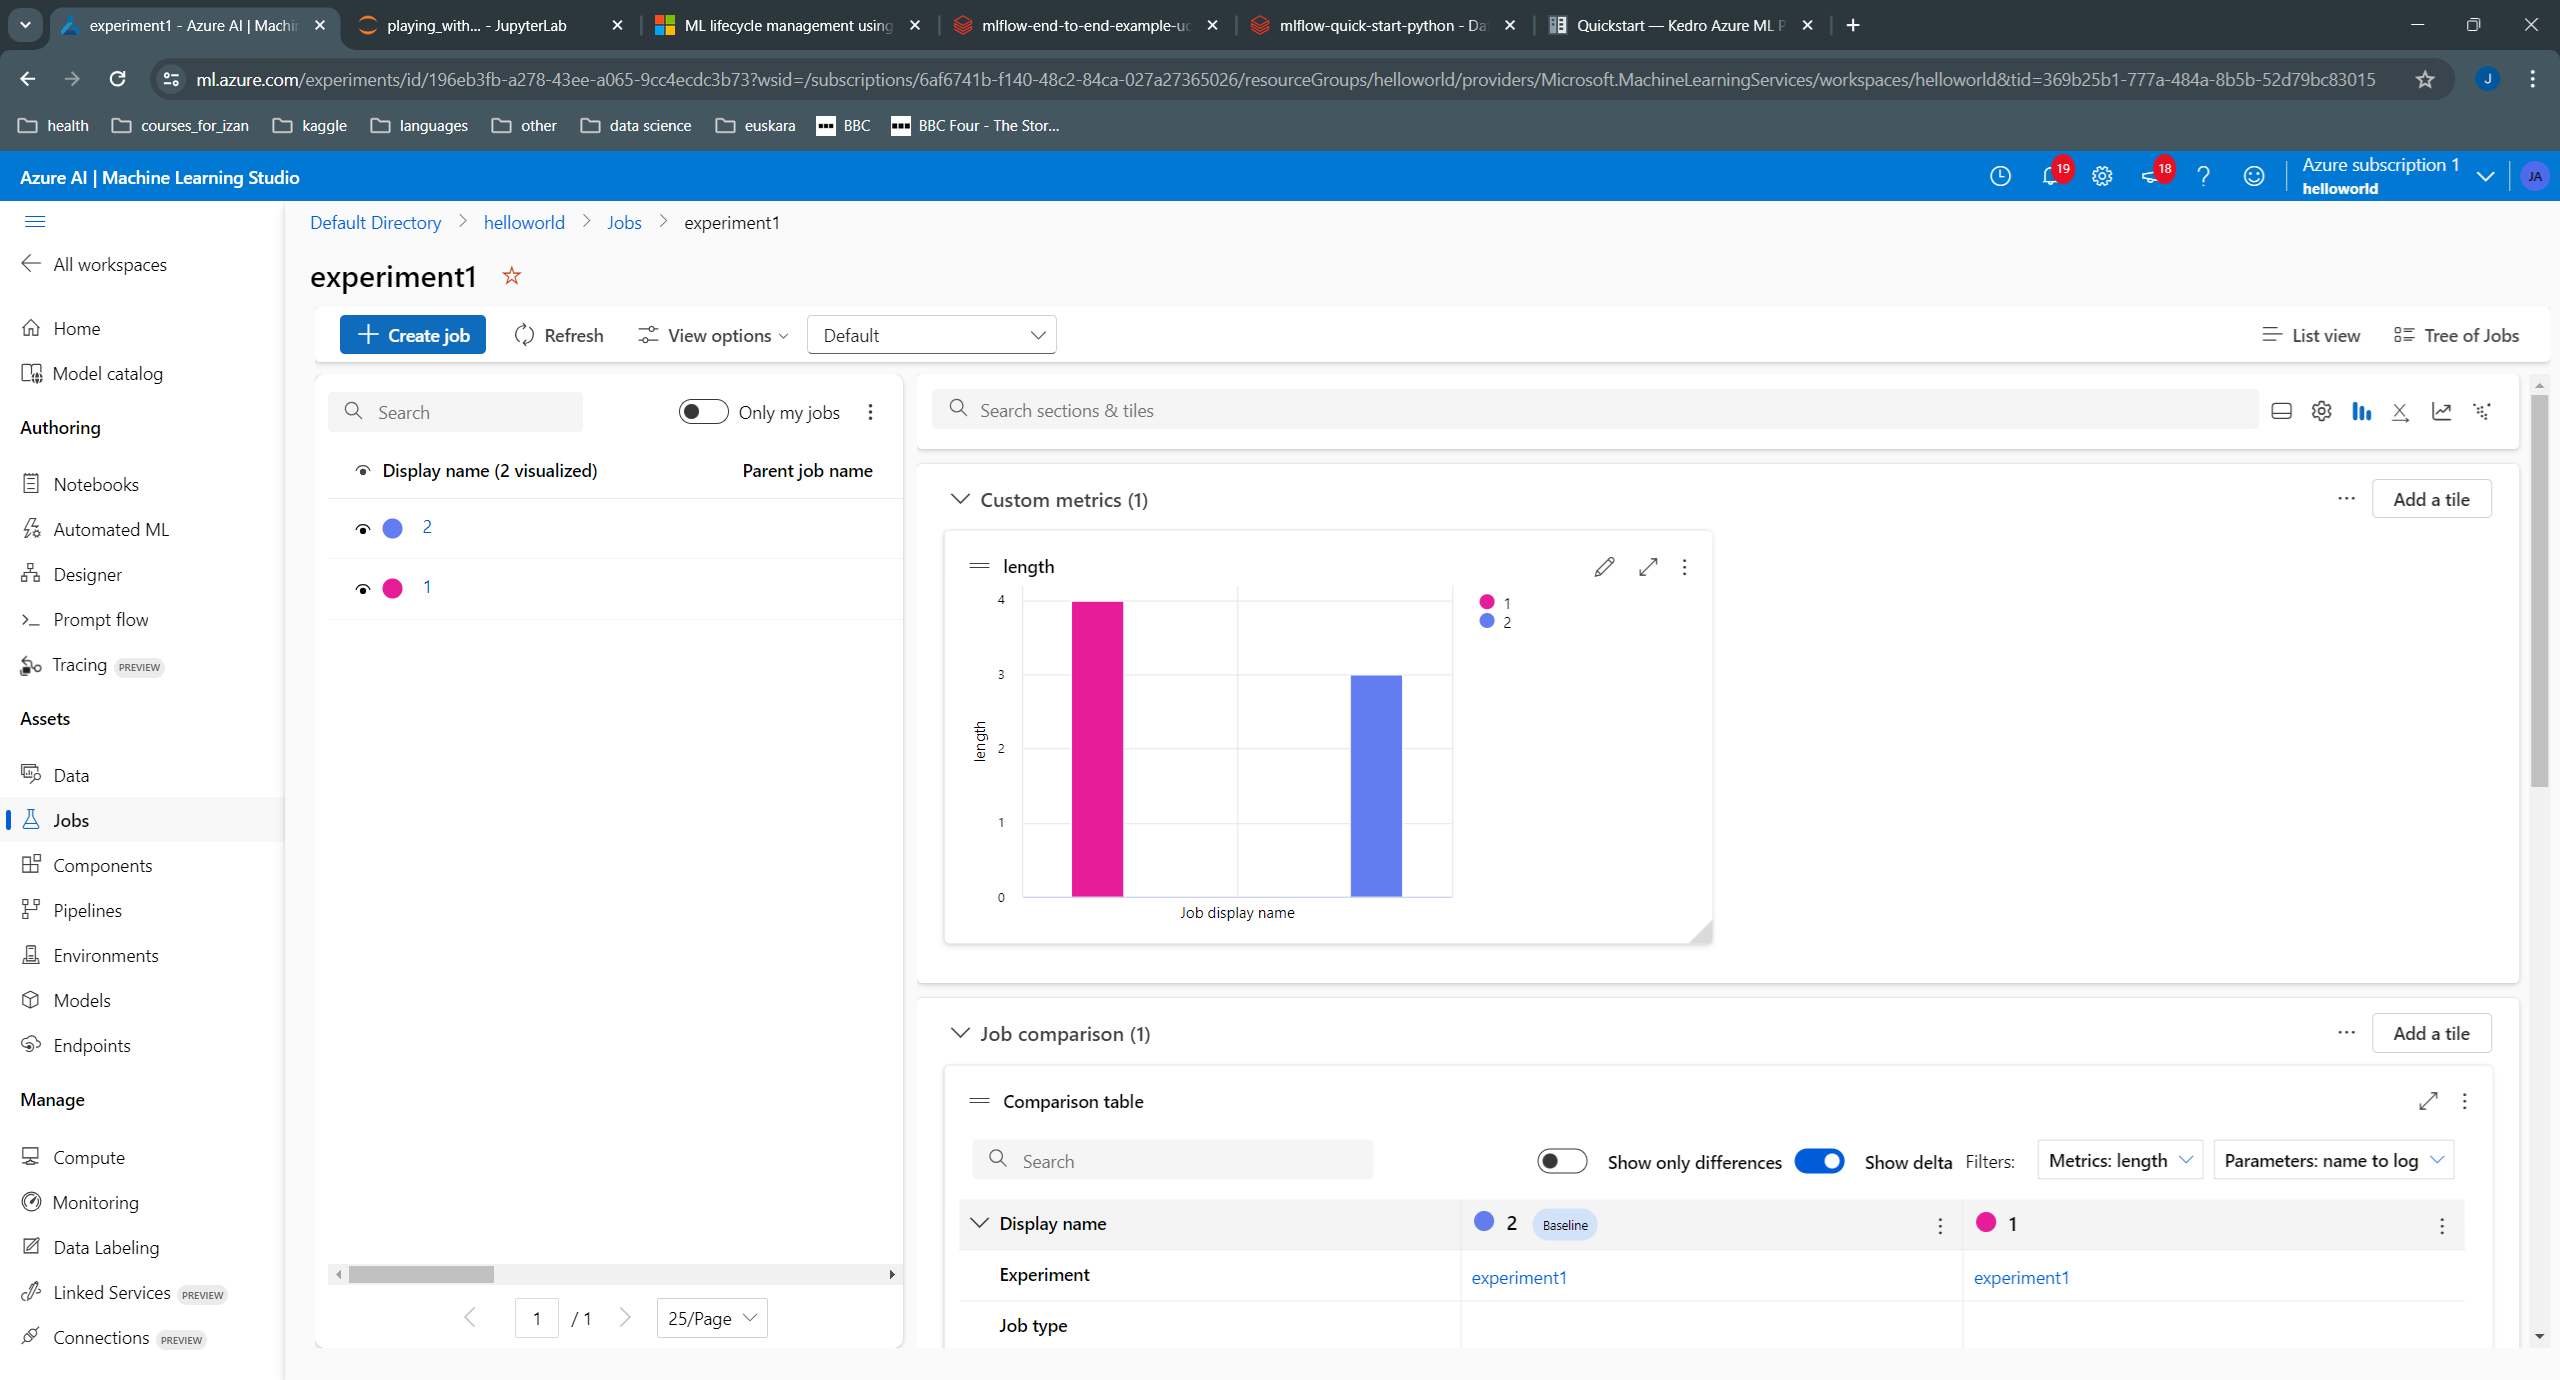 experiment1 - Azure AI | Machin
playing_with... - JupyterLab
ML lifecycle management using
mlflow-end-to-end-example-uc
mlflow-quick-start-python - Da
Quickstart — Kedro Azure ML P
ml.azure.com/experiments/id/196eb3fb-a278-43ee-a065-9cc4ecdc3b73?wsid=/subscriptions/6af6741b-f140-48c2-84ca-027a27365026/resourceGroups/helloworld/providers/Microsoft.MachineLearningServices/workspaces/helloworld&tid=369b25b1-777a-484a-8b5b-52d79bc83015
J
health
courses_for_izan
kaggle
languages
other
data science
euskara
BBC
BBC Four - The Stor...
Azure AI | Machine Learning Studio
19
18
Azure subscription 1
helloworld
JA
All workspaces
Home
Model catalog
Authoring
Notebooks
Automated ML
Designer
Prompt flow
Tracing PREVIEW
Assets
Data
Jobs
Components
Pipelines
Environments
Models
Endpoints
Manage
Compute
Monitoring
Data Labeling
Linked Services PREVIEW
Connections PREVIEW
Default Directory > helloworld > Jobs > experiment1
experiment1
Create job
Refresh
View options
Default
List view
Tree of Jobs
Search
Only my jobs
Display name (2 visualized)
Parent job name
2
1
1 / 1
25/Page
Search sections & tiles
Custom metrics (1)
Add a tile
length
4
3
2
1
0
length
Job display name
1
2
Job comparison (1)
Add a tile
Comparison table
Search
Show only differences
Show delta
Filters:
Metrics: length
Parameters: name to log
Display name
2 Baseline
1
Experiment
experiment1
experiment1
Job type